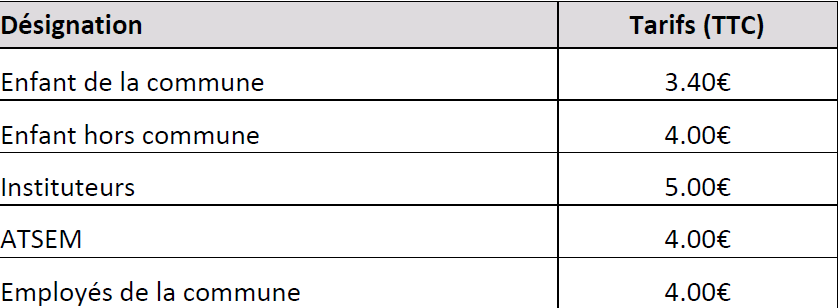 Désignation Tarifs (TTC)
Enfant de la commune 3.40€
Enfant hors commune 4.00€
Instituteurs 5.00€
ATSEM 4.00€
Employés de la commune 4.00€